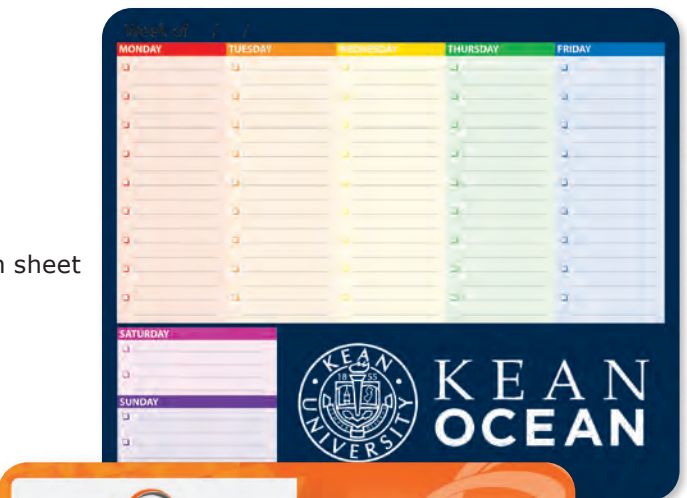 Week of / /
MONDAY TUESDAY WEDNESDAY THURSDAY FRIDAY
sheet
SATURDAY
SUNDAY
KEAN UNIVERSITY
1855
KEAN
OCEAN